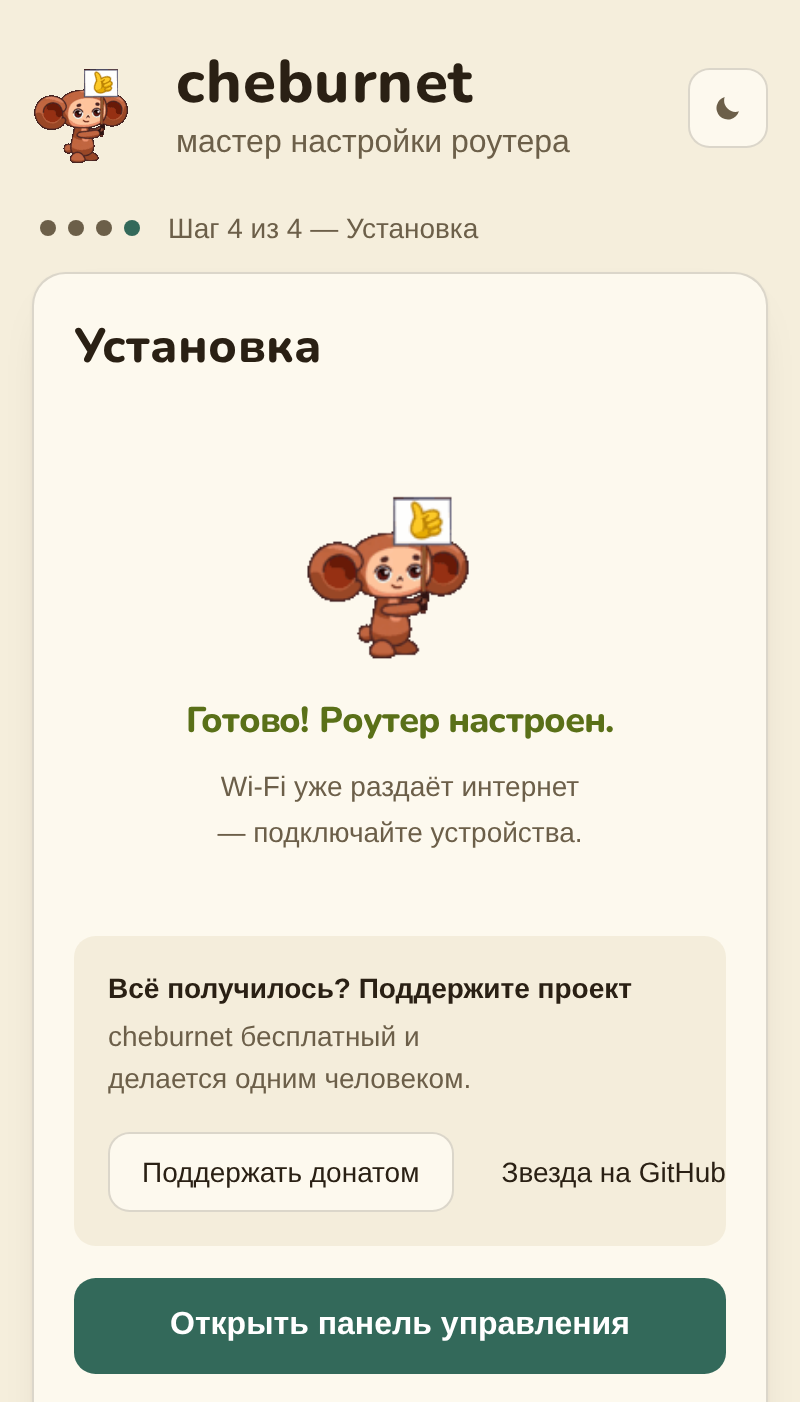 cheburnet
мастер настройки роутера
Шаг 4 из 4 — Установка
Установка
Готово! Роутер настроен.
Wi-Fi уже раздаёт интернет
— подключайте устройства.
Всё получилось? Поддержите проект
cheburnet бесплатный и
делается одним человеком.
Поддержать донатом
Звезда на GitHub
Открыть панель управления